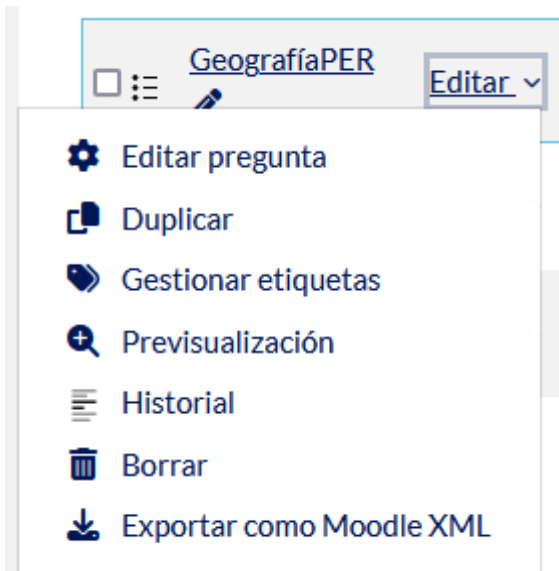 GeografíaPER
Editar
Editar pregunta
Duplicar
Gestionar etiquetas
Previsualización
Historial
Borrar
Exportar como Moodle XML